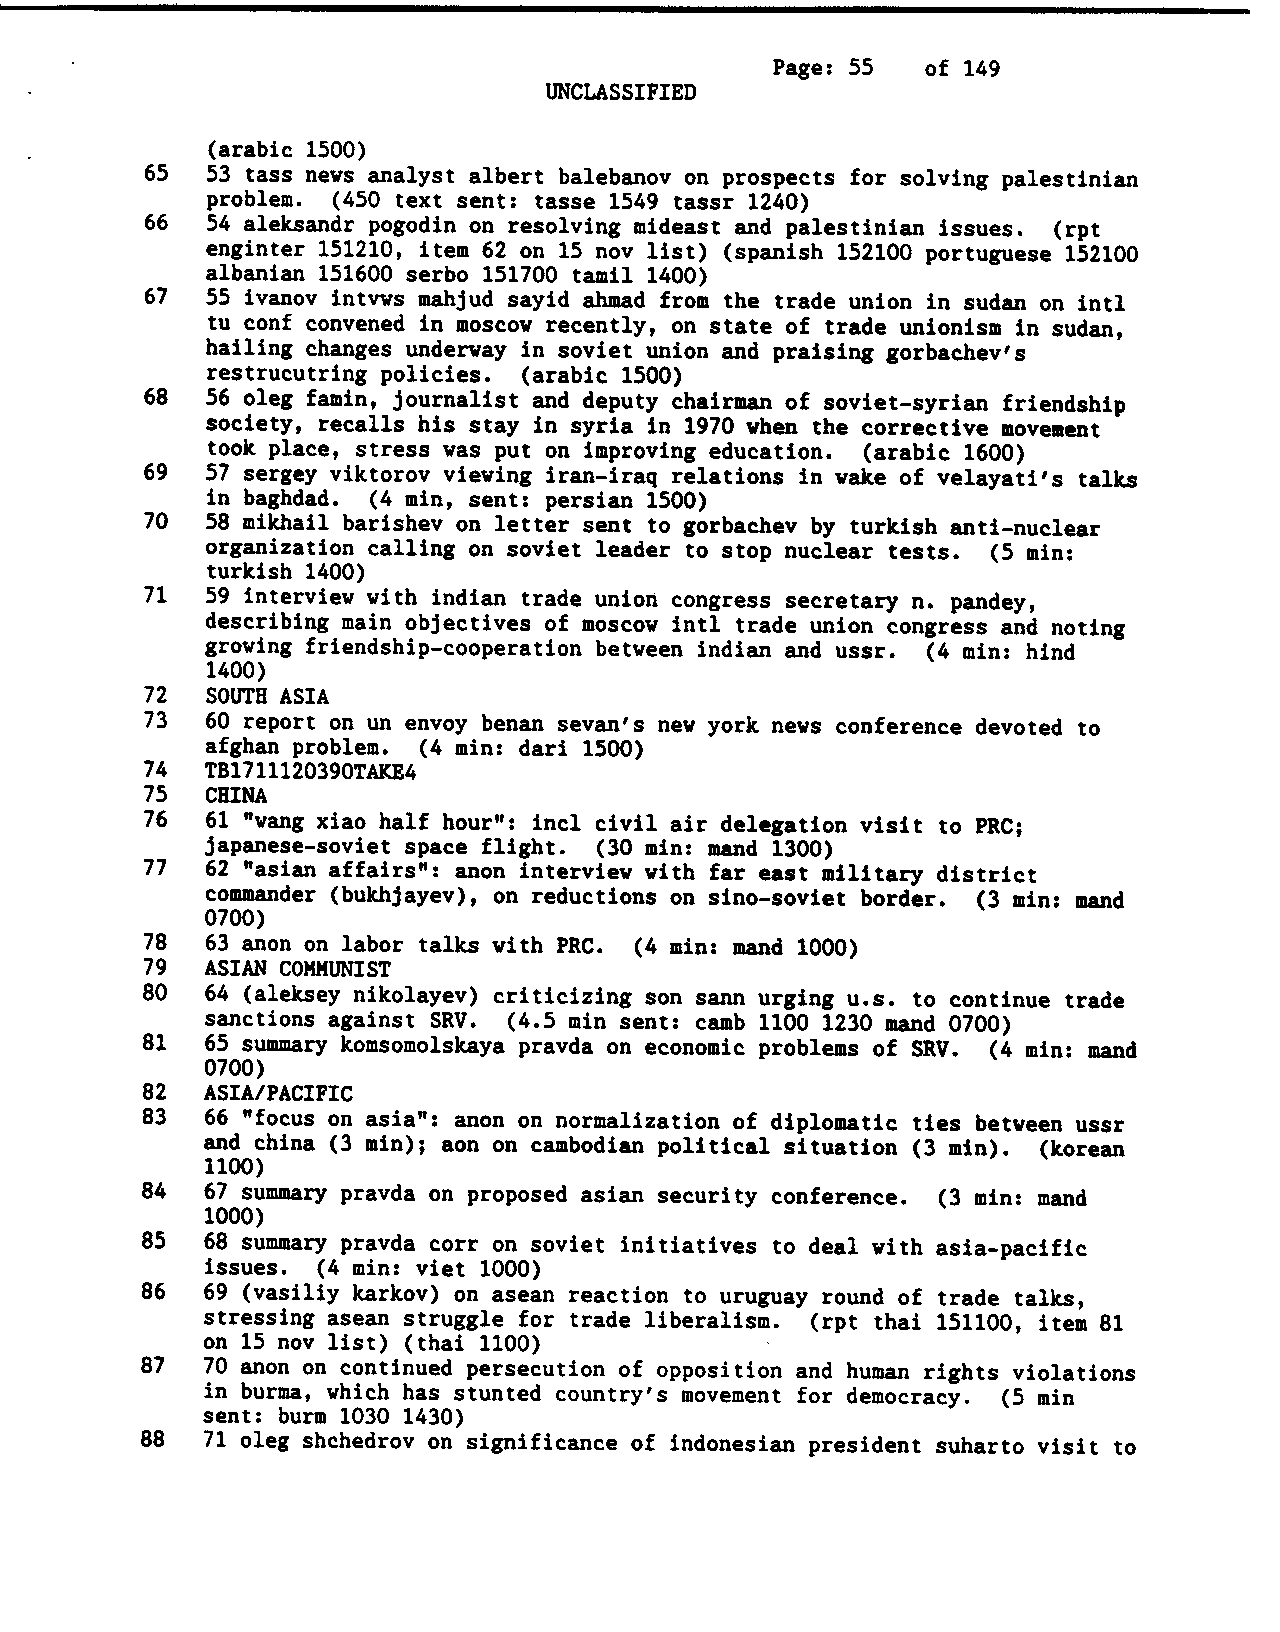 Page: 55 of 149
UNCLASSIFIED
(arabic 1500)
65 53 tass news analyst albert balebanov on prospects for solving palestinian
problem. (450 text sent: tasse 1549 tassr 1240)
66 54 aleksandr pogodin on resolving mideast and palestinian issues. (rpt
enginter 151210, item 62 on 15 nov list) (spanish 152100 portuguese 152100
albanian 151600 serbo 151700 tamil 1400)
67 55 ivanov intvws mahjud sayid ahmad from the trade union in sudan on intl
tu conf convened in moscow recently, on state of trade unionism in sudan,
hailing changes underway in soviet union and praising gorbachev's
restrucutring policies. (arabic 1500)
68 56 oleg famin, journalist and deputy chairman of soviet-syrian friendship
society, recalls his stay in syria in 1970 when the corrective movement
took place, stress was put on improving education. (arabic 1600)
69 57 sergey viktorov viewing iran-iraq relations in wake of velayati's talks
in baghdad. (4 min, sent: persian 1500)
70 58 mikhail barishev on letter sent to gorbachev by turkish anti-nuclear
organization calling on soviet leader to stop nuclear tests. (5 min:
turkish 1400)
71 59 interview with indian trade union congress secretary n. pandey,
describing main objectives of moscow intl trade union congress and noting
growing friendship-cooperation between indian and ussr. (4 min: hind
1400)
72 SOUTH ASIA
73 60 report on un envoy benan sevan's new york news conference devoted to
afghan problem. (4 min: dari 1500)
74 TB1711120390TAKE4
75 CHINA
76 61 "wang xiao half hour": incl civil air delegation visit to PRC;
japanese-soviet space flight. (30 min: mand 1300)
77 62 "asian affairs": anon interview with far east military district
commander (bukhjayev), on reductions on sino-soviet border. (3 min: mand
0700)
78 63 anon on labor talks with PRC. (4 min: mand 1000)
79 ASIAN COMMUNIST
80 64 (aleksey nikolayev) criticizing son sann urging u.s. to continue trade
sanctions against SRV. (4.5 min sent: camb 1100 1230 mand 0700)
81 65 summary komsomolskaya pravda on economic problems of SRV. (4 min: mand
0700)
82 ASIA/PACIFIC
83 66 "focus on asia": anon on normalization of diplomatic ties between ussr
and china (3 min); aon on cambodian political situation (3 min). (korean
1100)
84 67 summary pravda on proposed asian security conference. (3 min: mand
1000)
85 68 summary pravda corr on soviet initiatives to deal with asia-pacific
issues. (4 min: viet 1000)
86 69 (vasiliy karkov) on asean reaction to uruguay round of trade talks,
stressing asean struggle for trade liberalism. (rpt thai 151100, item 81
on 15 nov list) (thai 1100)
87 70 anon on continued persecution of opposition and human rights violations
in burma, which has stunted country's movement for democracy. (5 min
sent: burm 1030 1430)
88 71 oleg shchedrov on significance of indonesian president suharto visit to